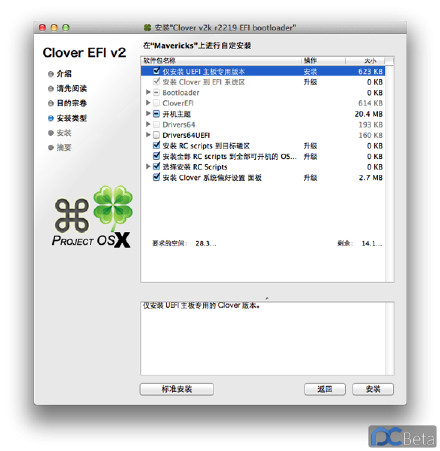 安装"Clover v2k r2219 EFI bootloader"
Clover EFI v2
介绍
请先阅读
目的宗卷
安装类型
安装
摘要
PROJECT OSX
在"Mavericks"上进行自定安装
软件包名称 操作 大小
仅安装 UEFI 主板专用版本 安装 623 KB
安装 Clover 到 EFI 系统区 升级 0 KB
Bootloader 0 KB
CloverEFI 614 KB
开机主题 20.4 MB
Drivers64 193 KB
Drivers64UEFI 160 KB
安装 RC scripts 到目标磁区 升级 0 KB
安装全部 RC scripts 到全部可开机的 OS... 升级 0 KB
选择安装 RC Scripts 0 KB
安装 Clover 系统偏好设置 面板 升级 2.7 MB
要求的空间: 28.3... 剩余: 14.1...
仅安装 UEFI 主板专用的 Clover 版本。
标准安装 返回 安装
PCBeta